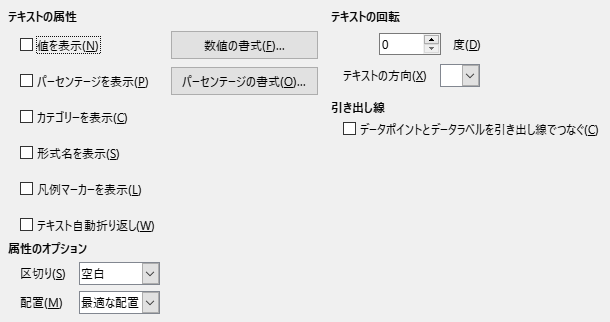 テキストの属性
値を表示(N)
数値の書式(F)...
パーセンテージを表示(P)
パーセンテージの書式(O)...
カテゴリーを表示(C)
形式名を表示(S)
凡例マーカーを表示(L)
テキスト自動折り返し(W)
属性のオプション
区切り(S) 空白
配置(M) 最適な配置
テキストの回転
0 度(D)
テキストの方向(X)
引き出し線
データポイントとデータラベルを引き出し線でつなぐ(C)